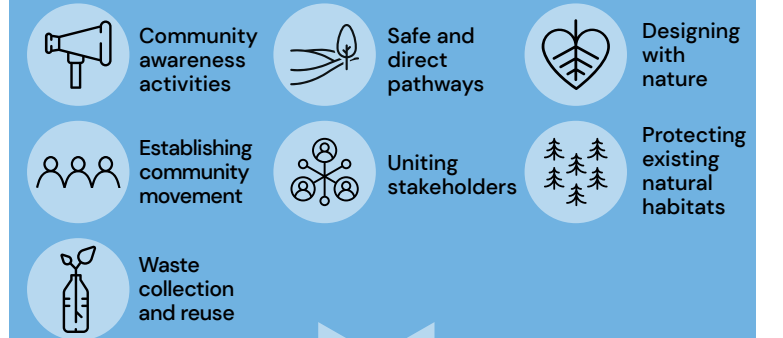 Community
awareness
activities
Safe and
direct
pathways
Designing
with
nature
Establishing
community
movement
Uniting
stakeholders
Protecting
existing
natural
habitats
Waste
collection
and reuse